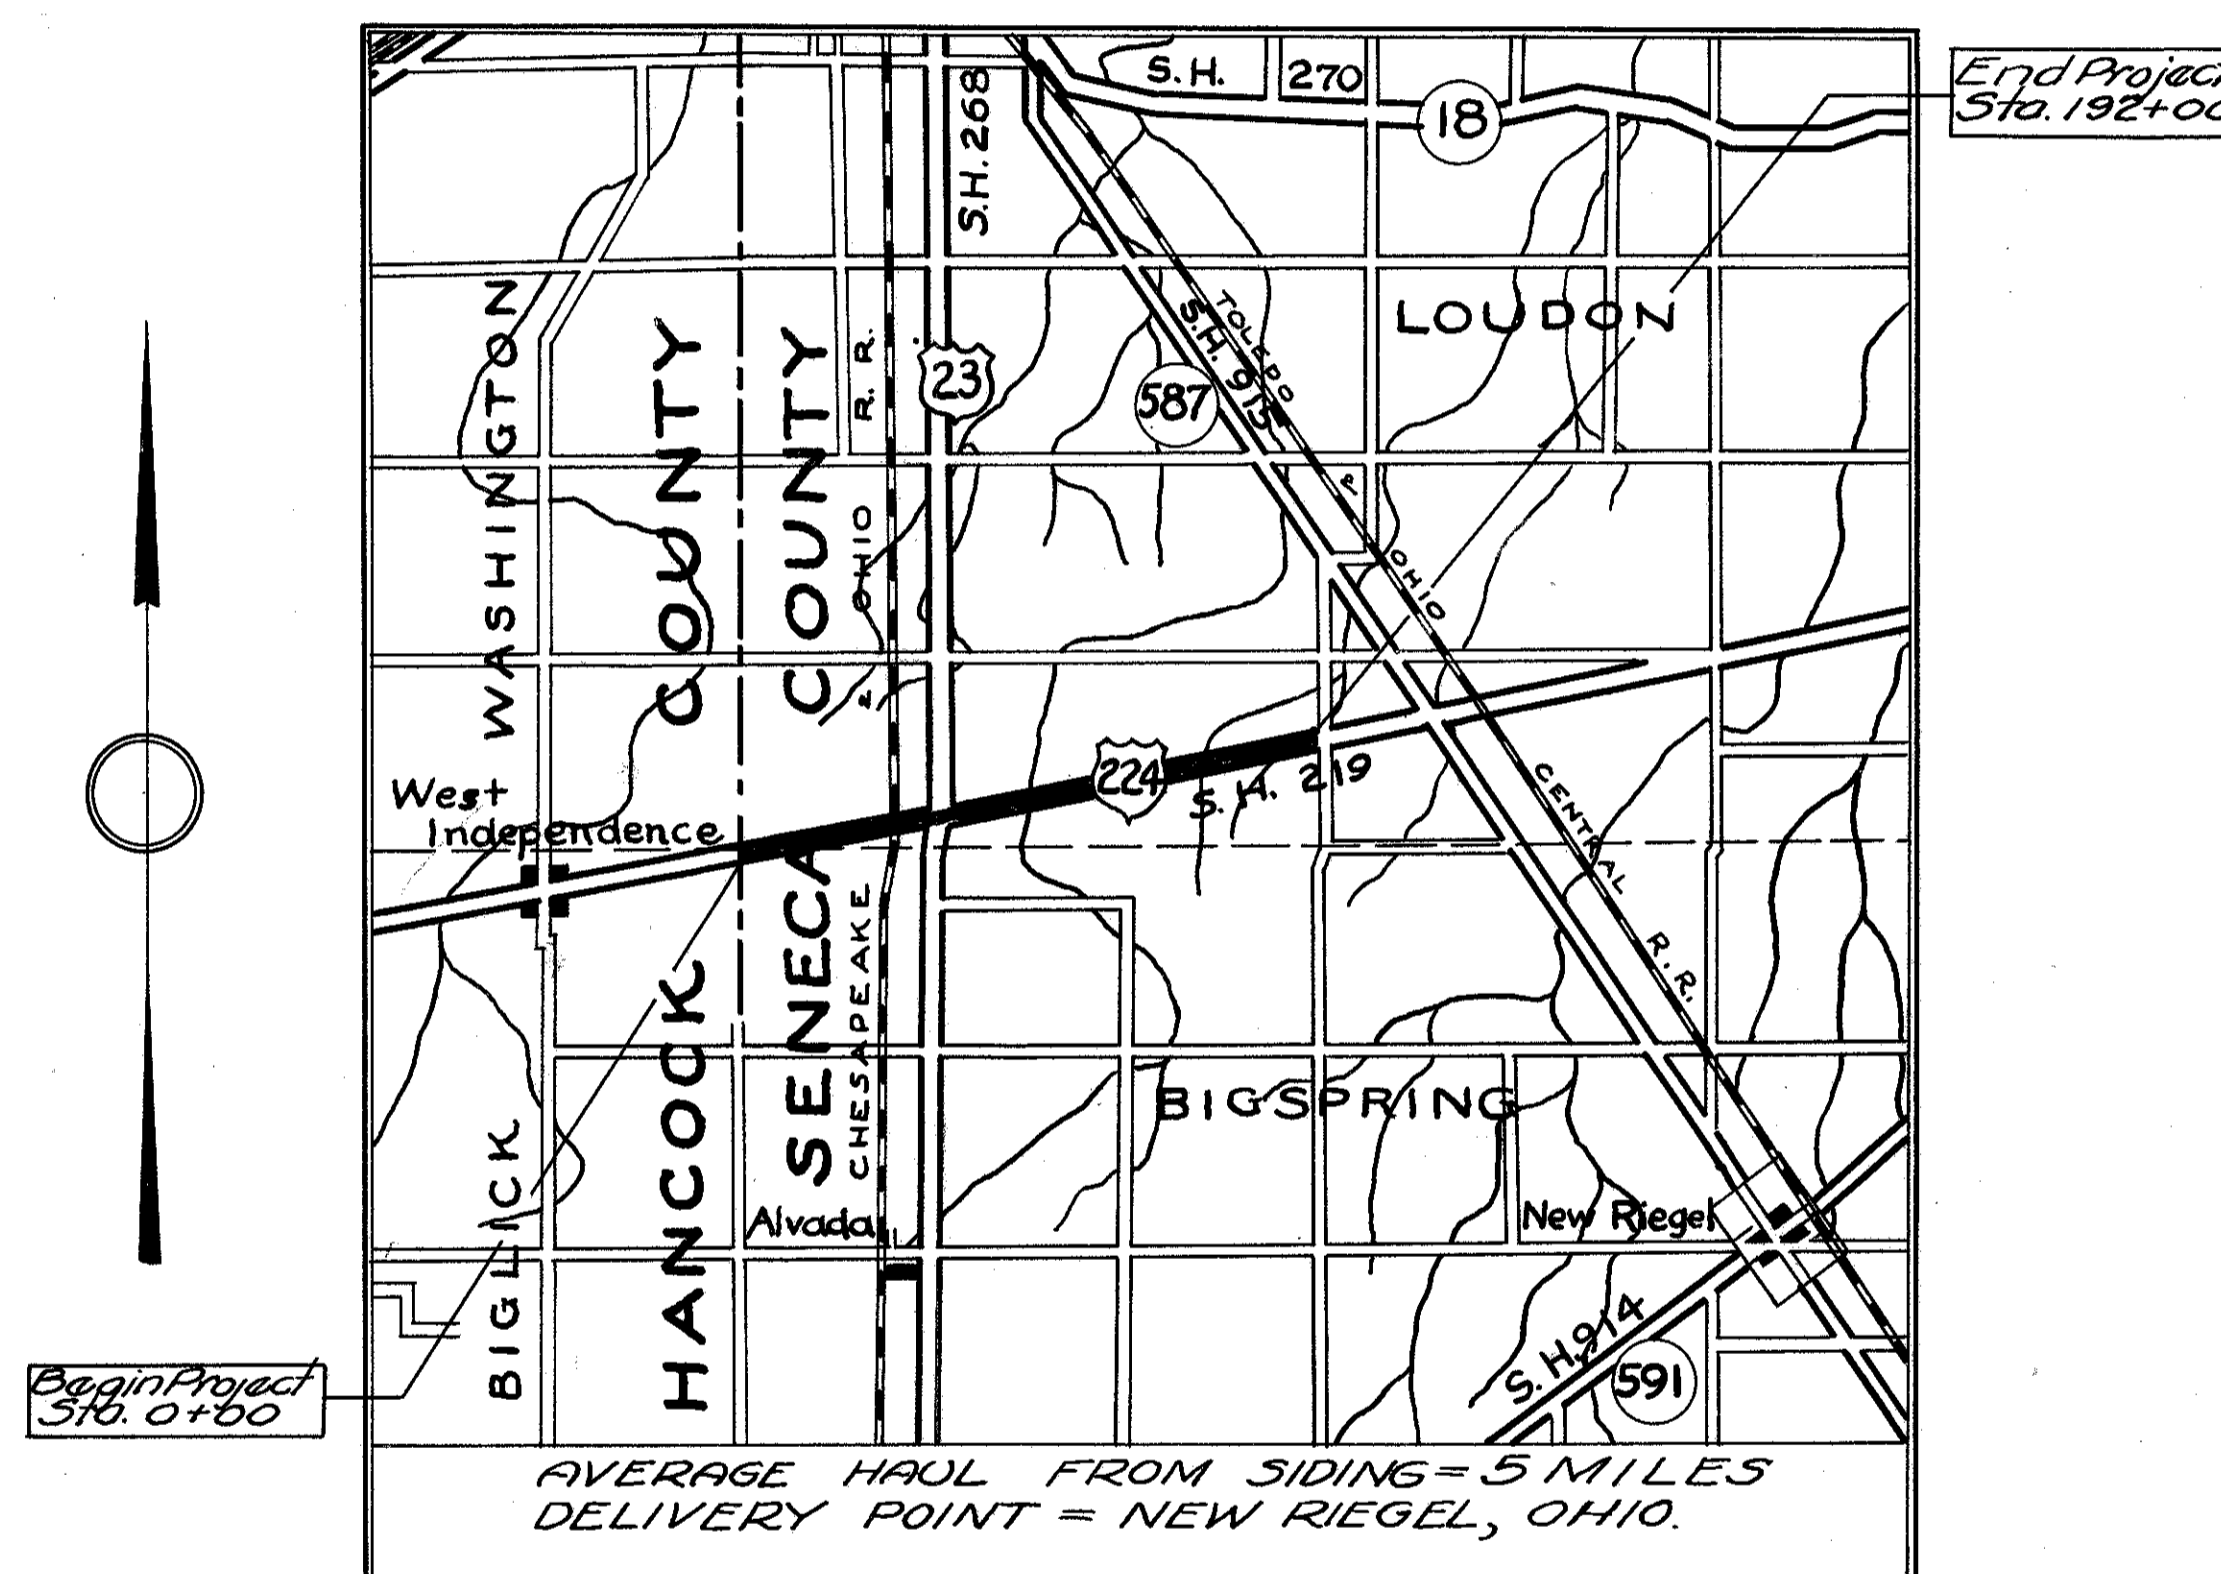 S. H. 270
18
End Project
Sta. 192+00
S.H. 268
WASHINGTON
COUNTY
COUNTY
R. R.
23
587
S.H. 915
TOLEDO & OHIO CENTRAL R. R.
LOUDON
& OHIO
West
Independence
224
S. H. 219
HANCOCK
SENECA
CHESAPEAKE
BIGSPRING
BIGLICK
Alvada
New Riegel
S. H. 914
591
Begin Project
Sta. 0+00
AVERAGE HAUL FROM SIDING = 5 MILES
DELIVERY POINT = NEW RIEGEL, OHIO.